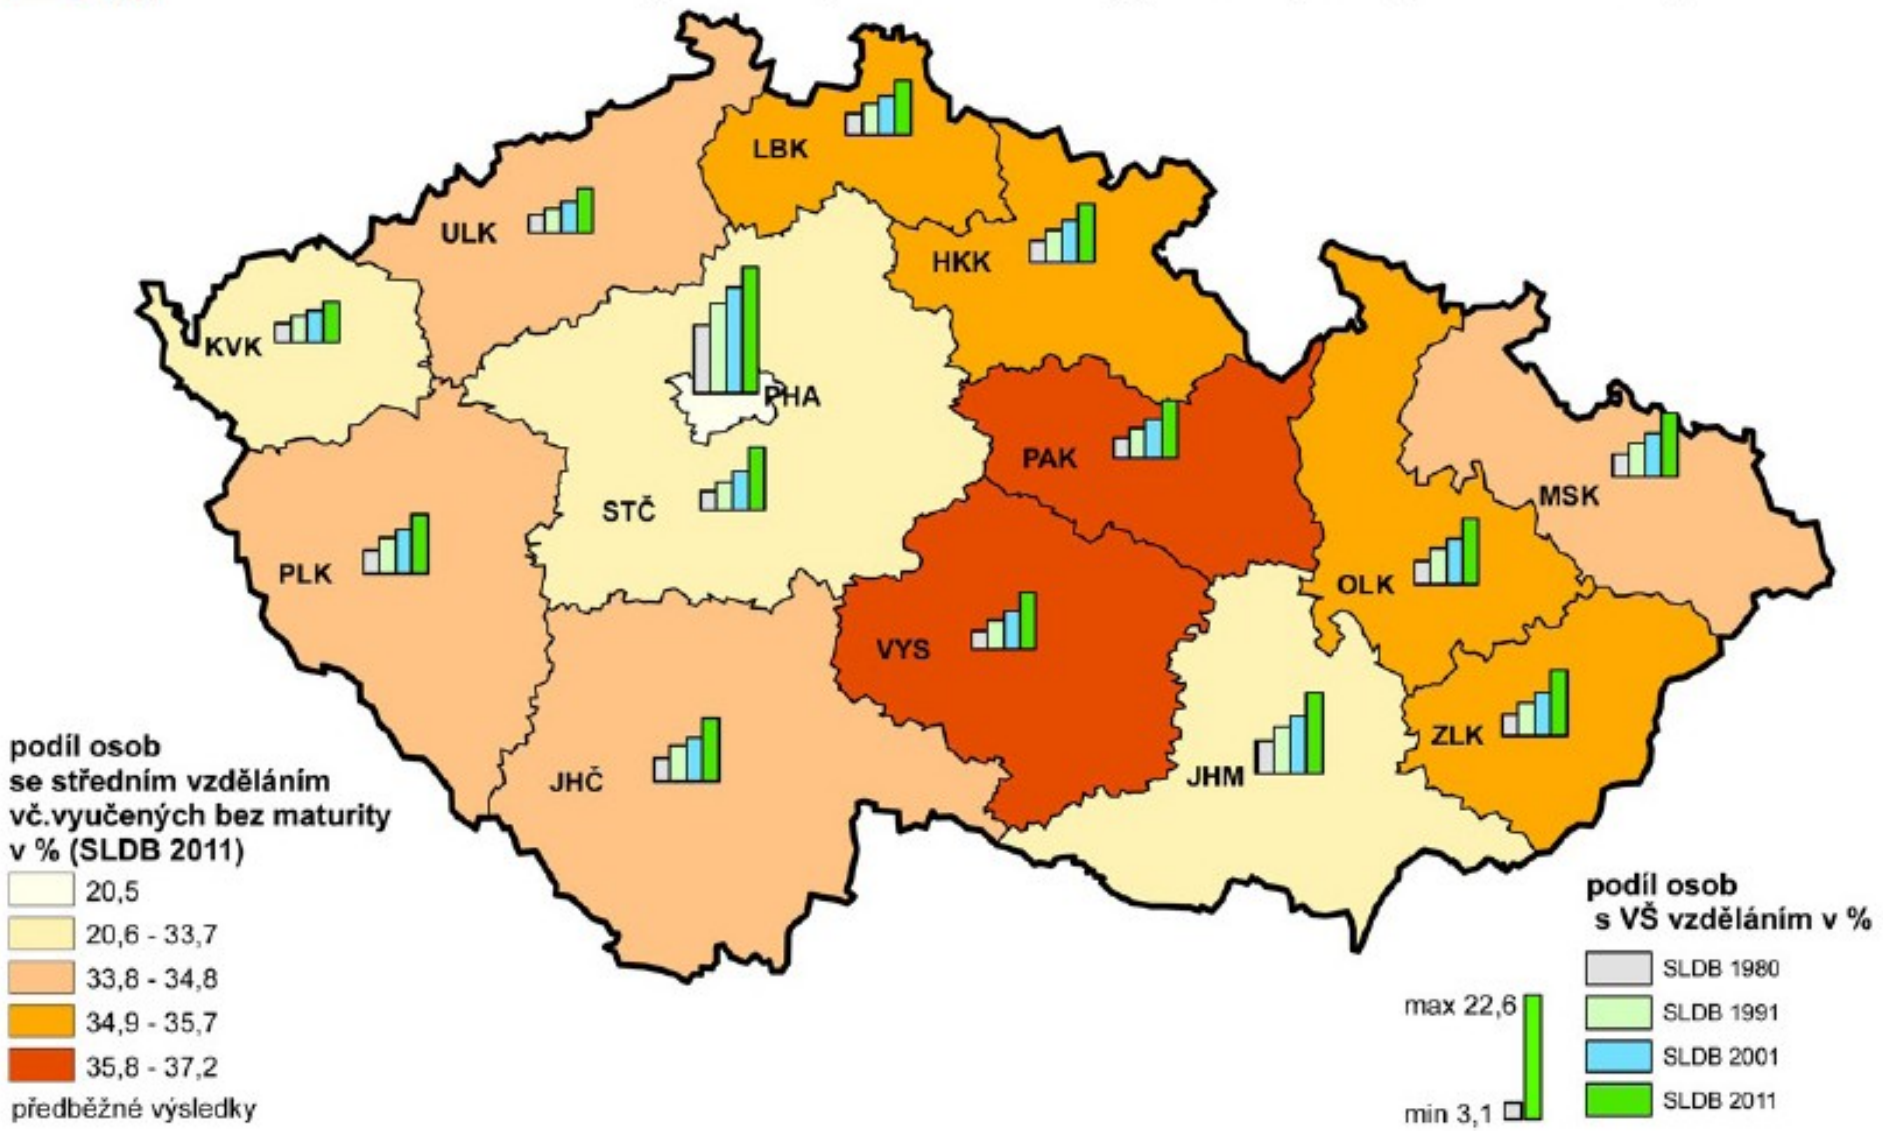 LBK
ULK
HKK
KVK
PHA
PAK
MSK
STČ
PLK
OLK
VYS
ZLK
JHČ
JHM
podíl osob
se středním vzděláním
vč.vyučených bez maturity
v % (SLDB 2011)
20,5
20,6 - 33,7
33,8 - 34,8
34,9 - 35,7
35,8 - 37,2
předběžné výsledky
podíl osob
s VŠ vzděláním v %
SLDB 1980
SLDB 1991
SLDB 2001
SLDB 2011
max 22,6
min 3,1